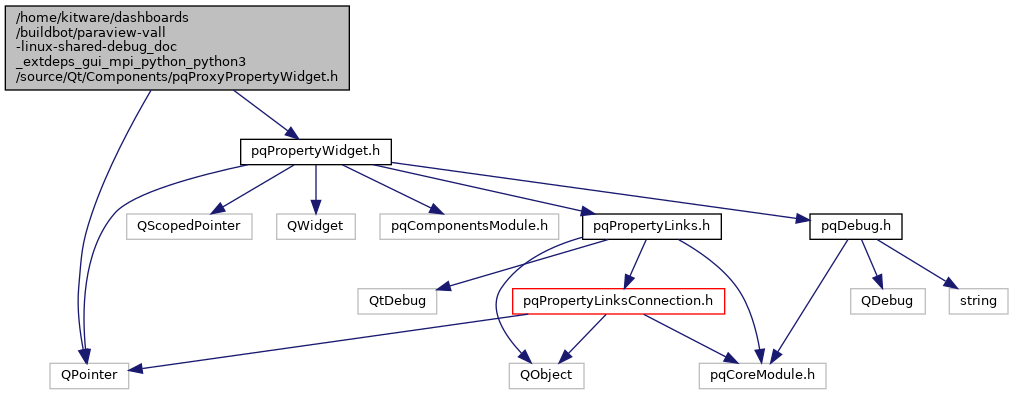 /home/kitware/dashboards
/buildbot/paraview-vall
-linux-shared-debug_doc
_extdeps_gui_mpi_python_python3
/source/Qt/Components/pqProxyPropertyWidget.h
pqPropertyWidget.h
QScopedPointer
QWidget
pqComponentsModule.h
pqPropertyLinks.h
pqDebug.h
QtDebug
pqPropertyLinksConnection.h
QDebug
string
QPointer
QObject
pqCoreModule.h